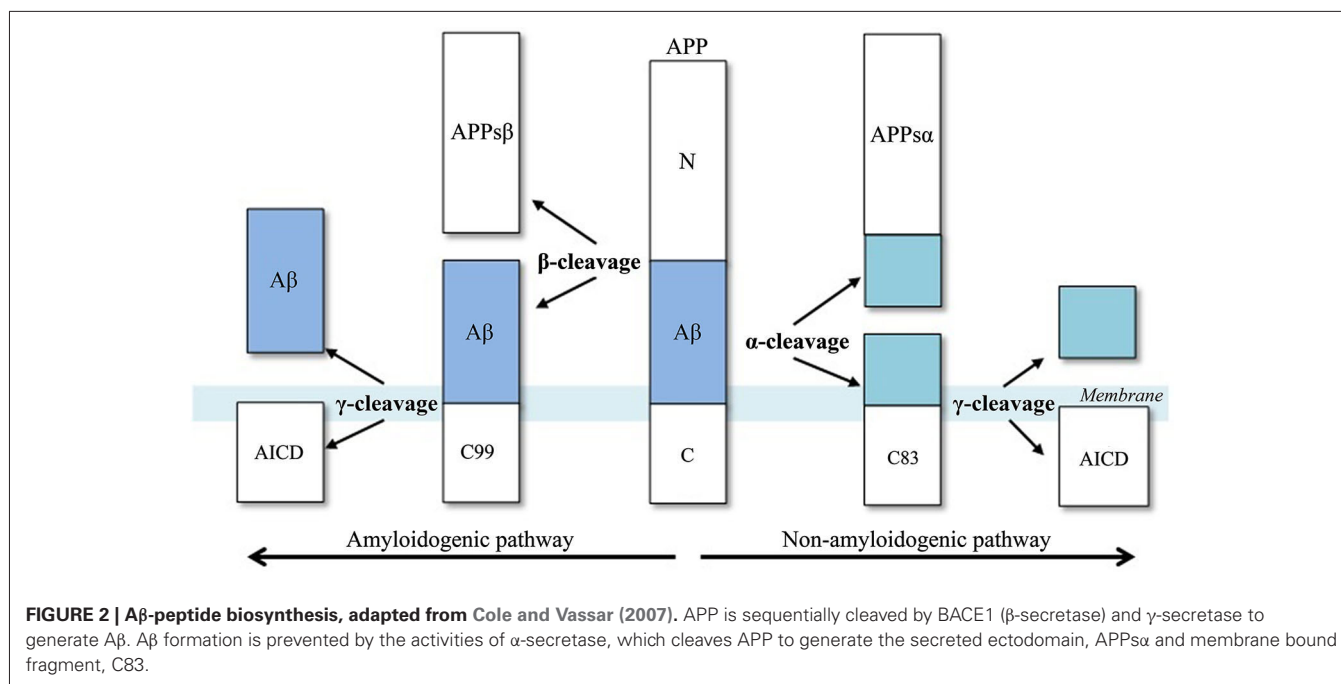 APP
APPsβ
APPsα
N
Aβ
β-cleavage
Aβ
Aβ
α-cleavage
γ-cleavage
γ-cleavage
Membrane
AICD
C99
C
C83
AICD
Amyloidogenic pathway
Non-amyloidogenic pathway
FIGURE 2 | Aβ-peptide biosynthesis, adapted from Cole and Vassar (2007). APP is sequentially cleaved by BACE1 (β-secretase) and γ-secretase to
generate Aβ. Aβ formation is prevented by the activities of α-secretase, which cleaves APP to generate the secreted ectodomain, APPsα and membrane bound
fragment, C83.